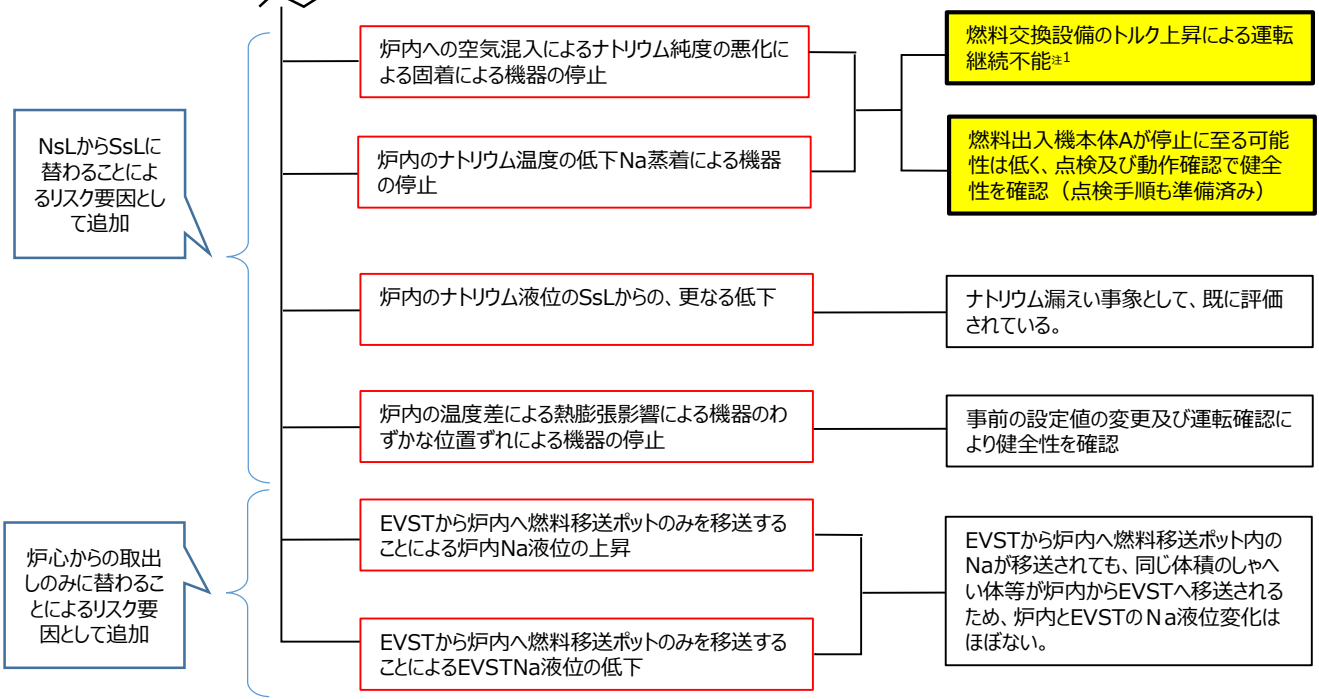 炉内への空気混入によるナトリウム純度の悪化に
よる固着による機器の停止
燃料交換設備のトルク上昇による運転
継続不能注1
NsLからSsLに
替わることによ
るリスク要因とし
て追加
炉内のナトリウム温度の低下Na蒸着による機器
の停止
燃料出入機本体Aが停止に至る可能
性は低く、点検及び動作確認で健全
性を確認（点検手順も準備済み）
炉内のナトリウム液位のSsLからの、更なる低下
ナトリウム漏えい事象として、既に評価
されている。
炉内の温度差による熱膨張影響による機器のわ
ずかな位置ずれによる機器の停止
事前の設定値の変更及び運転確認に
より健全性を確認
炉心からの取出
しのみに替わるこ
とによるリスク要
因として追加
EVSTから炉内へ燃料移送ポットのみを移送する
ことによる炉内Na液位の上昇
EVSTから炉内へ燃料移送ポット内の
Naが移送されても、同じ体積のしゃへ
い体等が炉内からEVSTへ移送される
ため、炉内とEVSTのＮa液位変化は
ほぼない。
EVSTから炉内へ燃料移送ポットのみを移送する
ことによるEVSTNa液位の低下